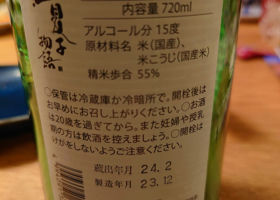 貝子
物語
内容量 720ml
アルコール分 15度
原材料名 米(国産)、
米こうじ(国産米)
精米歩合 55%
○保管は冷蔵庫か冷暗所で。開栓後は
お早めにお召し上がりください。○お酒
は20歳を過ぎてから。また妊娠や授乳
期の方は飲酒を控えましょう。○開栓は
けがをしないようご注意ください。
蔵出年月 24.2
製造年月 23.12